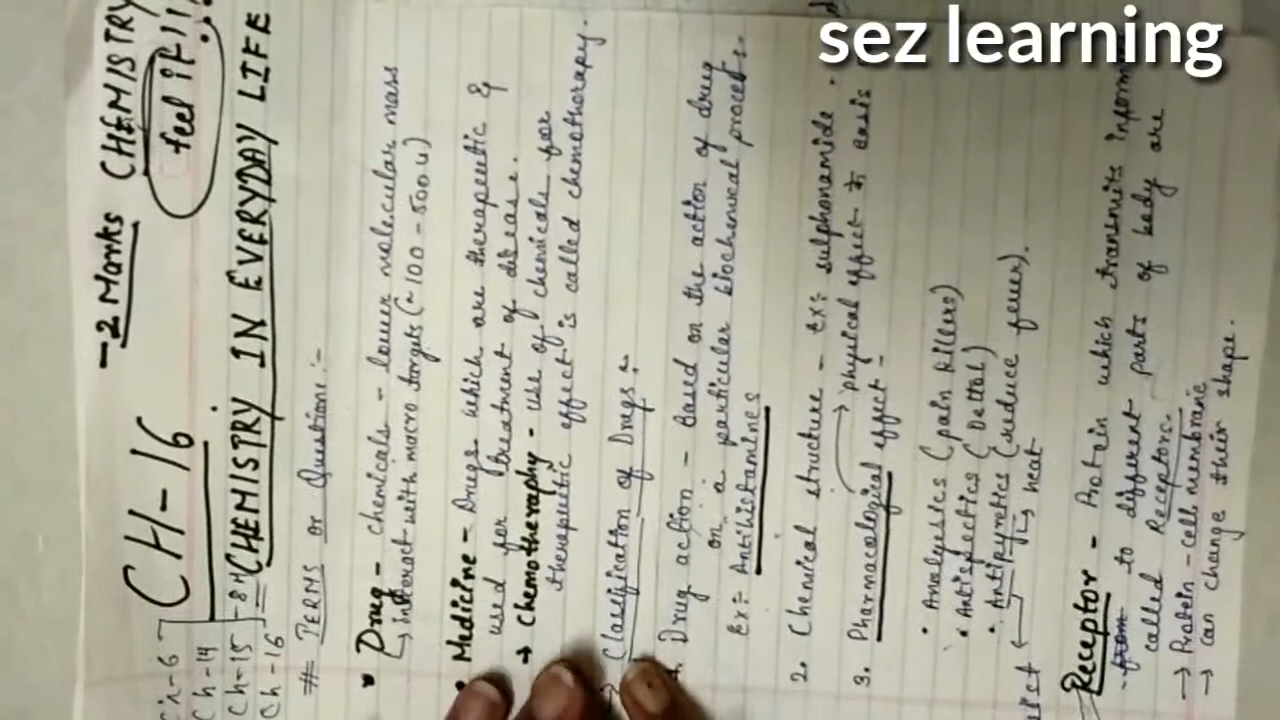 sez learning
CH-16 - 2 Marks CHEMISTRY
feel it!!!
Ch-6
Ch-14
Ch-15 - 8M
Ch-16
CHEMISTRY IN EVERYDAY LIFE
# TERMS or Questions :-
• Drug - chemicals - lower molecular mass
↳ interact with macro targets (~100 - 500u)
• Medicine - Drugs which are therapeutic &
used for treatment of disease.
→ Chemotheraphy - use of chemicals for
therapeutic effect is called chemotherapy.
Classification of Drugs :-
1. Drug action - Based on the action of drug
on a particular biochemical process.
Ex:- Antihistamines
2. Chemical structure - Ex:- sulphonamide.
3. Pharmacological effect - → physical effect के basis
• Analgesics (pain killers)
• Antiseptics (Dettol)
• Antipyretics (reduce fever).
↳ heat
Receptor - Protein which transmits inform
from to different parts of body are
called Receptors.
→ Protein - cell membrane
→ can change their shape.